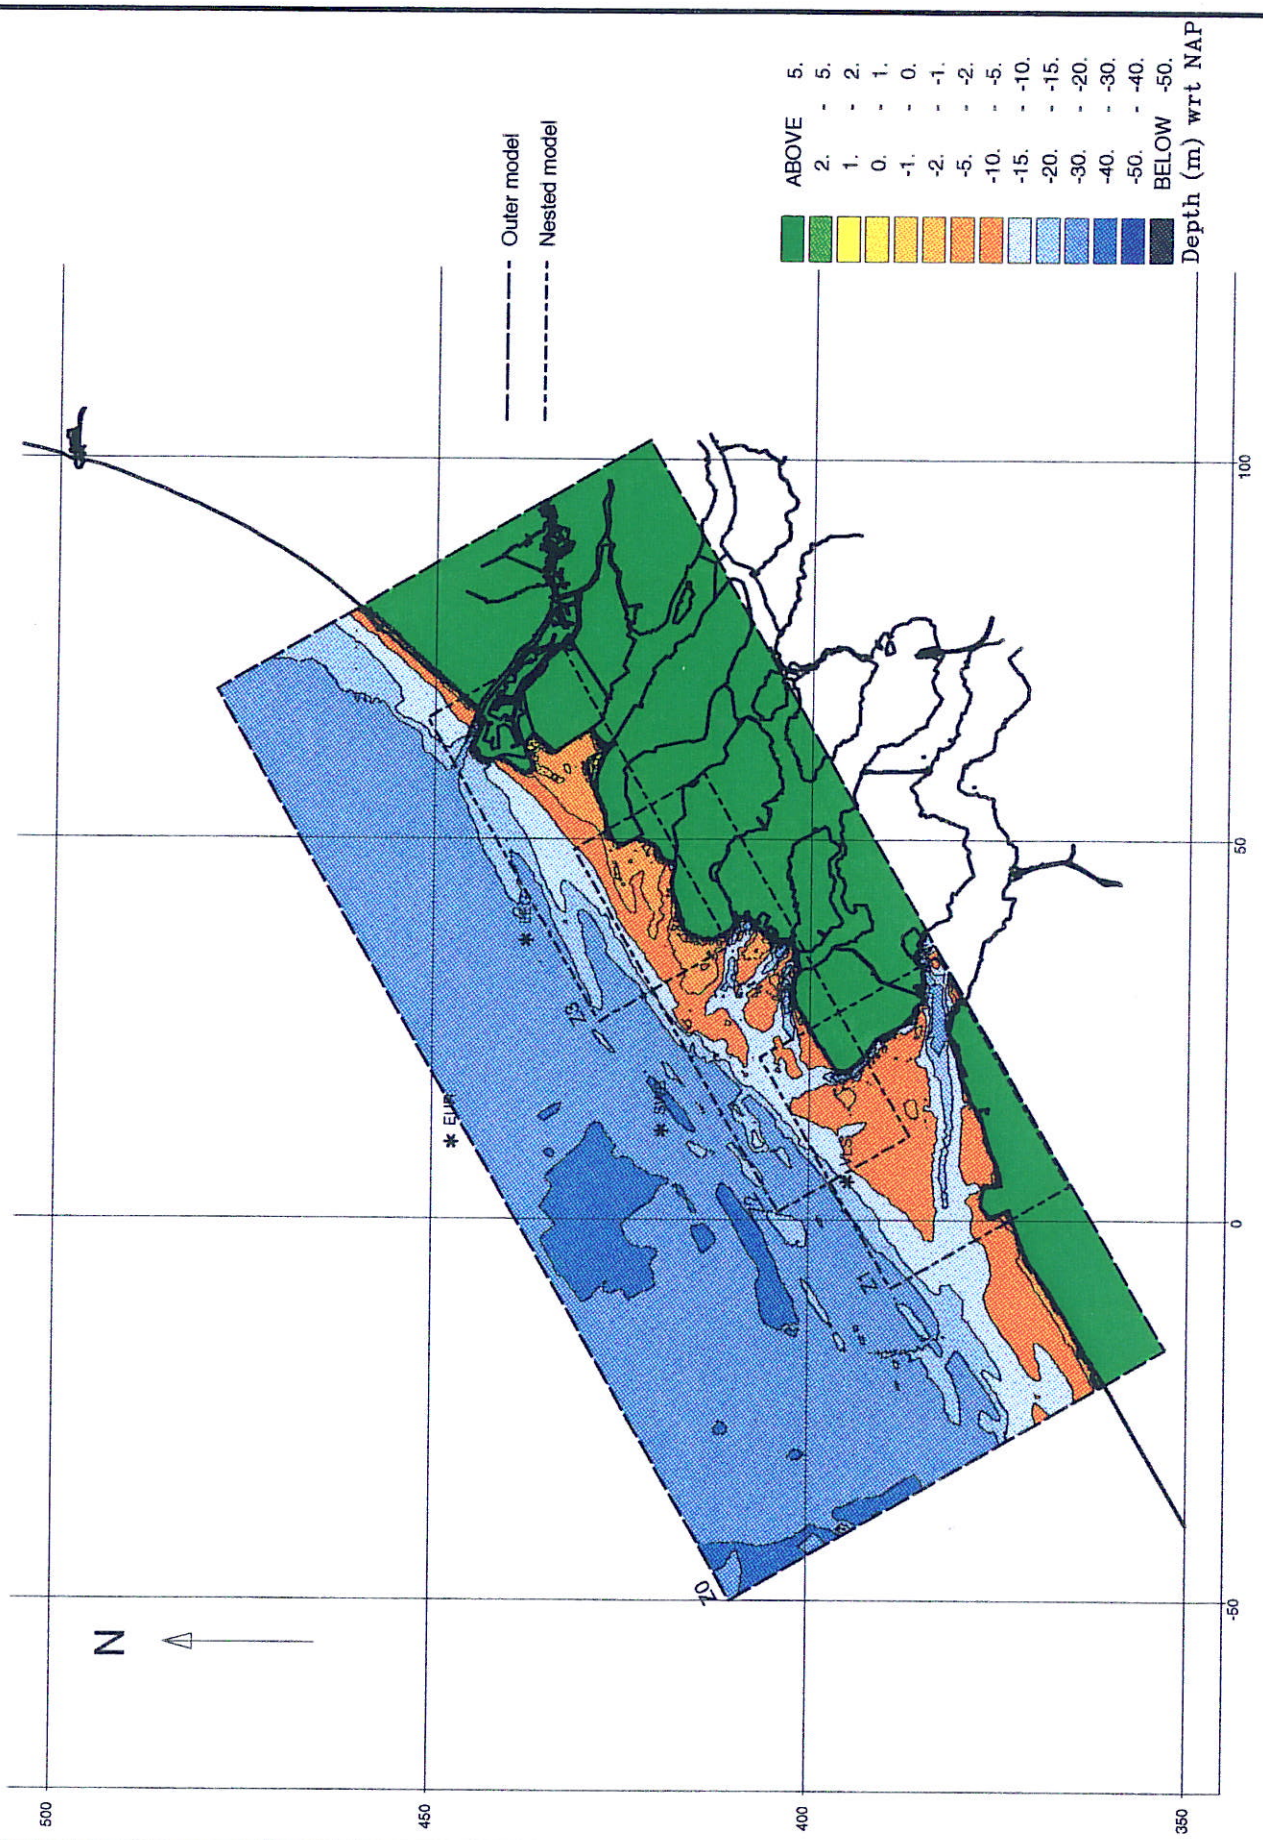 N
Outer model
Nested model
ABOVE 5.
2. - 5.
1. - 2.
0. - 1.
-1. - 0.
-2. - -1.
-5. - -2.
-10. - -5.
-15. - -10.
-20. - -15.
-30. - -20.
-40. - -30.
-50. - -40.
BELOW -50.
Depth (m) wrt NAP
500
450
400
350
-50
0
50
100
Z0
Z1
Z2
Z3
* EUR
*
*
*